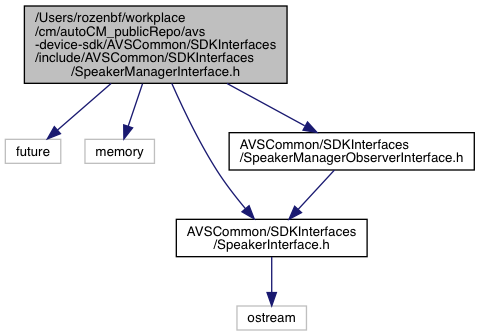 /Users/rozenbf/workplace
/cm/autoCM_publicRepo/avs
-device-sdk/AVSCommon/SDKInterfaces
/include/AVSCommon/SDKInterfaces
/SpeakerManagerInterface.h
future
memory
AVSCommon/SDKInterfaces
/SpeakerManagerObserverInterface.h
AVSCommon/SDKInterfaces
/SpeakerInterface.h
ostream